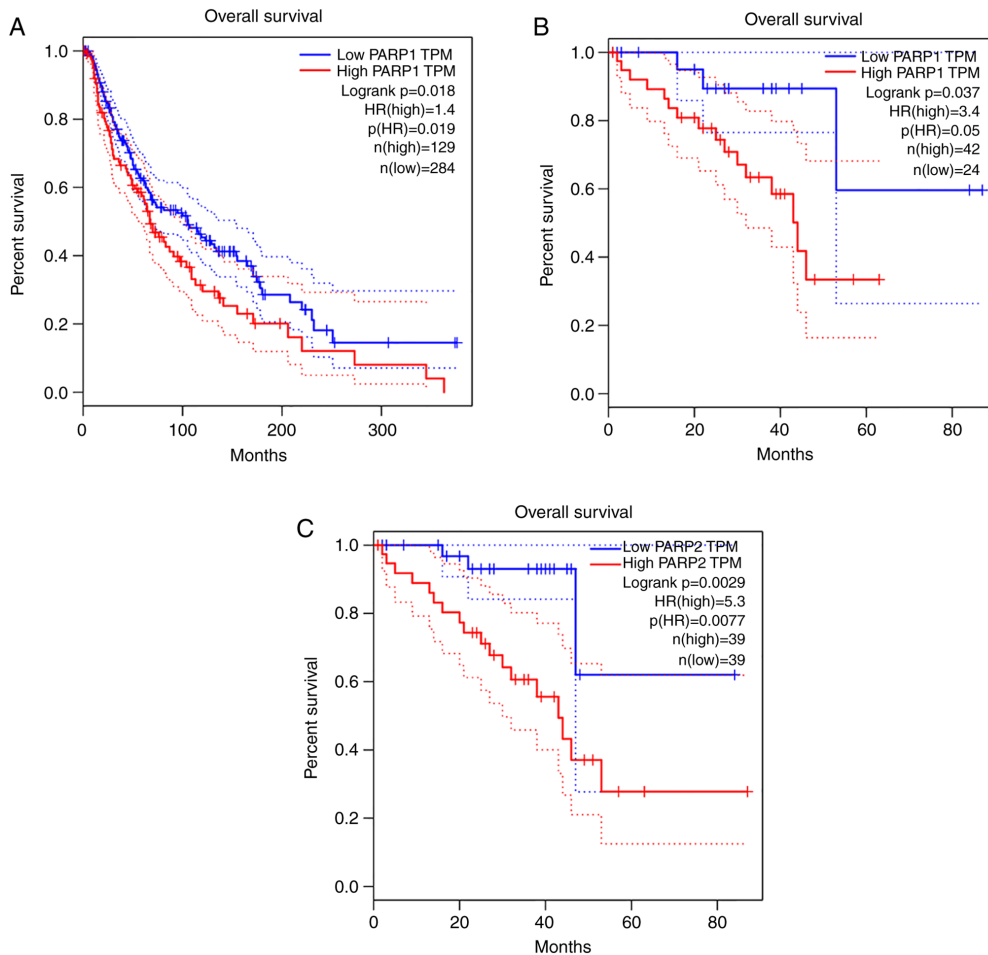 A
Overall survival
Low PARP1 TPM
High PARP1 TPM
Logrank p=0.018
HR(high)=1.4
p(HR)=0.019
n(high)=129
n(low)=284
Percent survival
1.0
0.8
0.6
0.4
0.2
0.0
0 100 200 300
Months
B
Overall survival
Low PARP1 TPM
High PARP1 TPM
Logrank p=0.037
HR(high)=3.4
p(HR)=0.05
n(high)=42
n(low)=24
Percent survival
1.0
0.8
0.6
0.4
0.2
0.0
0 20 40 60 80
Months
C
Overall survival
Low PARP2 TPM
High PARP2 TPM
Logrank p=0.0029
HR(high)=5.3
p(HR)=0.0077
n(high)=39
n(low)=39
Percent survival
1.0
0.8
0.6
0.4
0.2
0.0
0 20 40 60 80
Months